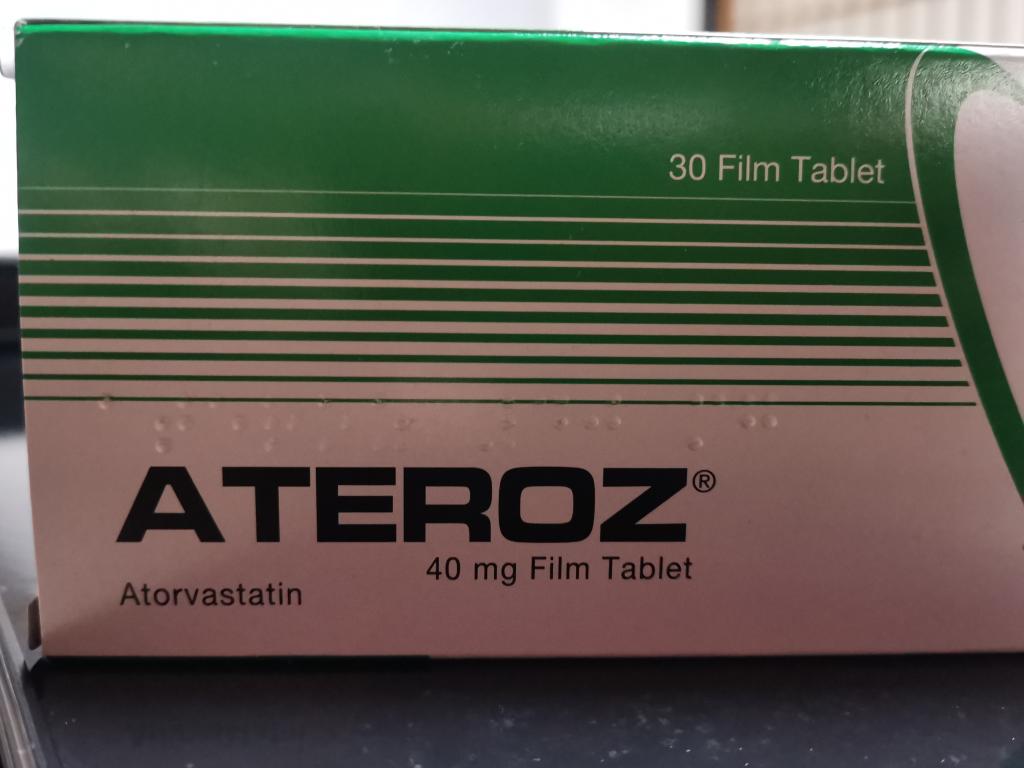 30 Film Tablet
ATEROZ®
40 mg Film Tablet
Atorvastatin